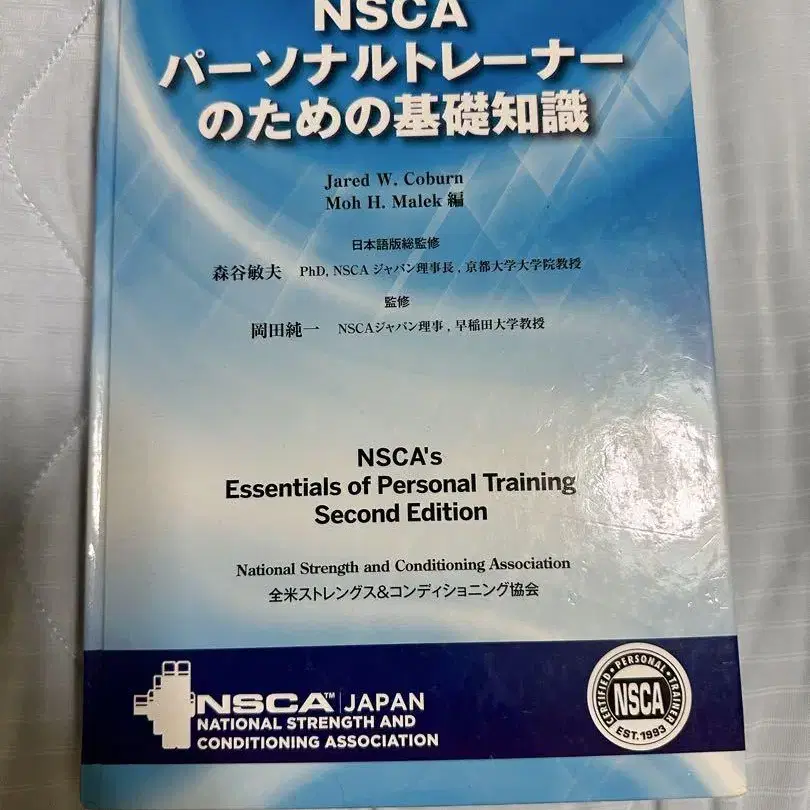 NSCA
パーソナルトレーナー
のための基礎知識
Jared W. Coburn
Moh H. Malek 編
日本語版総監修
森谷敏夫 PhD, NSCA ジャパン理事長, 京都大学大学院教授
監修
岡田純一 NSCAジャパン理事, 早稲田大学教授
NSCA's
Essentials of Personal Training
Second Edition
National Strength and Conditioning Association
全米ストレングス&コンディショニング協会
NSCA™ JAPAN
NATIONAL STRENGTH AND
CONDITIONING ASSOCIATION
CERTIFIED • PERSONAL • TRAINER
NSCA
EST. 1993